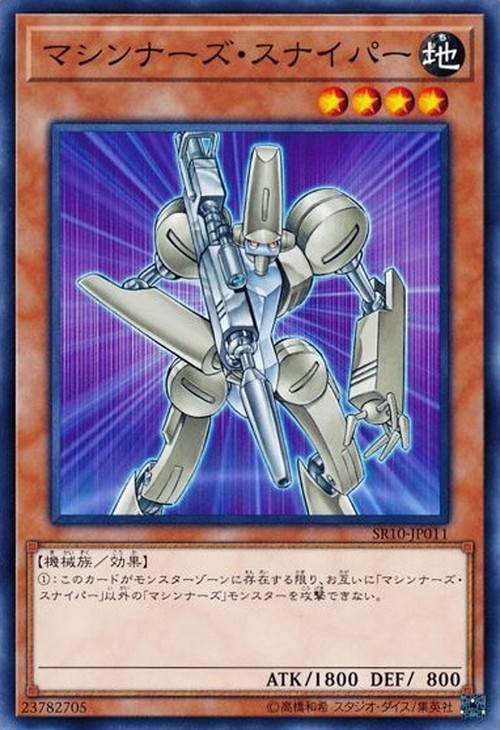 マシンナーズ・スナイパー
地
SR10-JP011
【機械族／効果】
①：このカードがモンスターゾーンに存在する限り、お互いに「マシンナーズ・
スナイパー」以外の「マシンナーズ」モンスターを攻撃できない。
ATK/1800 DEF/ 800
23782705
©高橋和希 スタジオ・ダイス/集英社